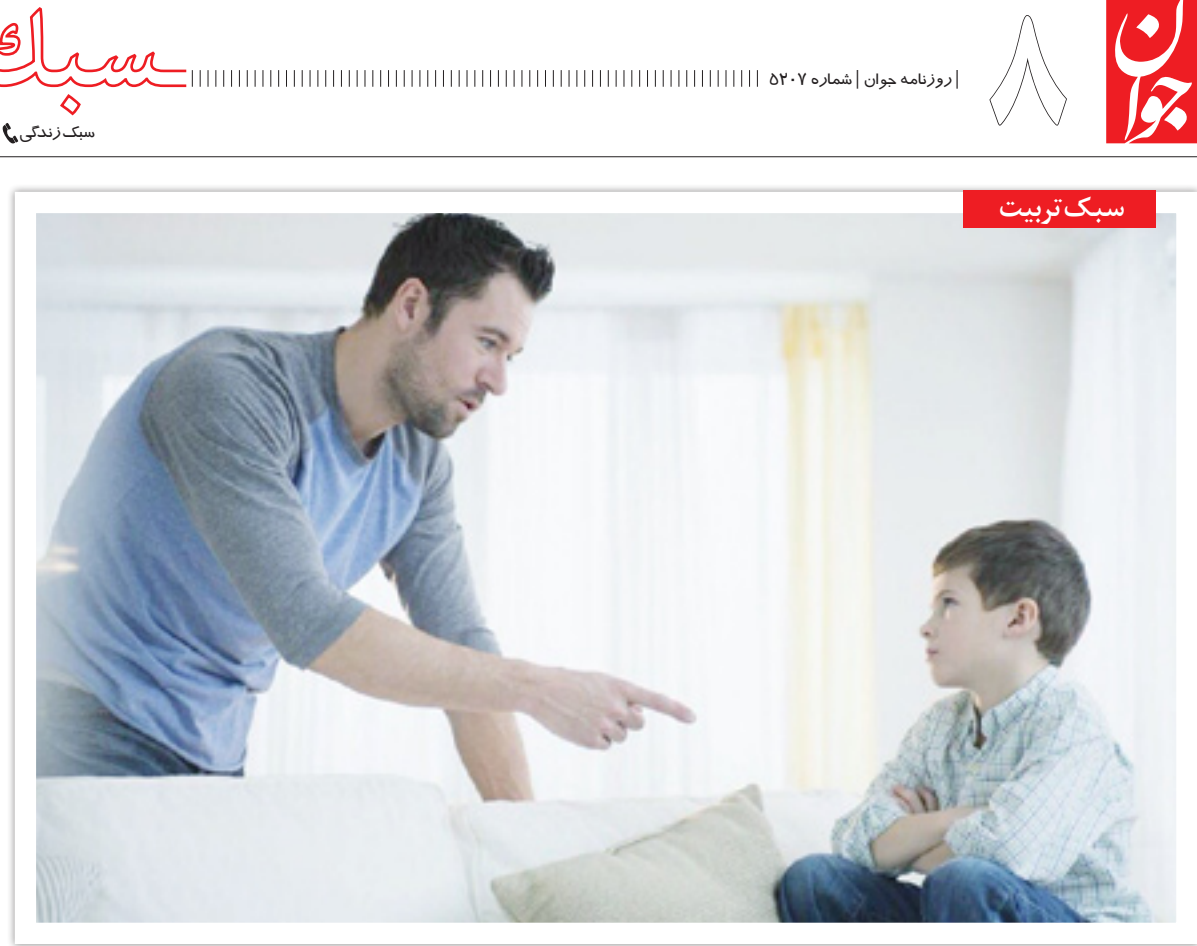 جوان
۸
| روزنامه جوان | شماره ۵۲۰۷
سبک
سبک زندگی
سبک تربیت